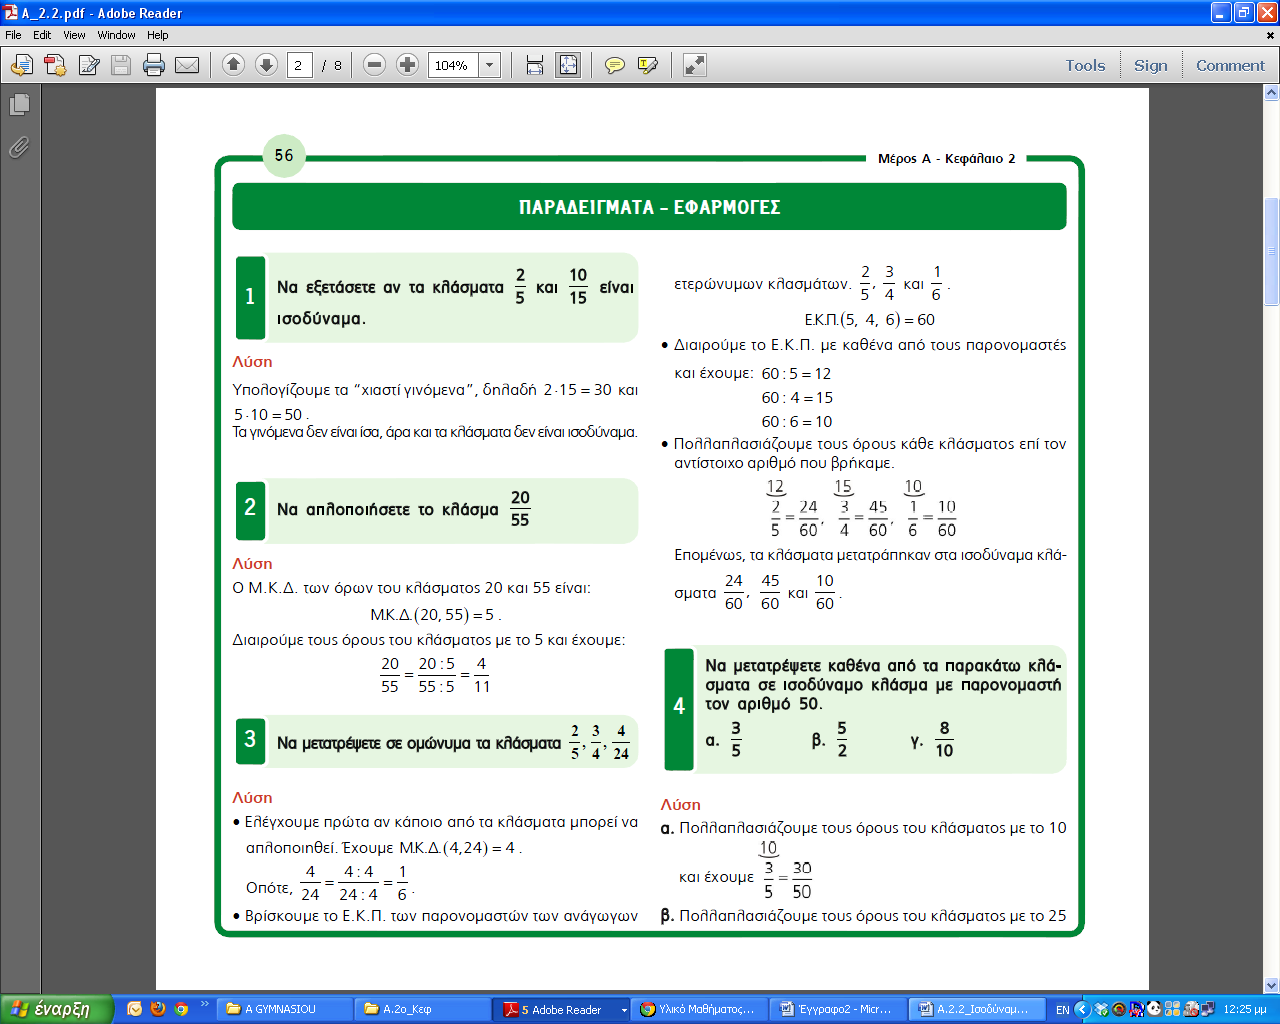 A_2.2.pdf - Adobe Reader
File Edit View Window Help
2 / 8 104% Tools Sign Comment
56
Μέρος Α - Κεφάλαιο 2
ΠΑΡΑΔΕΙΓΜΑΤΑ – ΕΦΑΡΜΟΓΕΣ
1
Να εξετάσετε αν τα κλάσματα 2/5 και 10/15 είναι
ισοδύναμα.
Λύση
Υπολογίζουμε τα “χιαστί γινόμενα”, δηλαδή 2·15 = 30 και
5·10 = 50 .
Τα γινόμενα δεν είναι ίσα, άρα και τα κλάσματα δεν είναι ισοδύναμα.
2
Να απλοποιήσετε το κλάσμα 20/55
Λύση
Ο Μ.Κ.Δ. των όρων του κλάσματος 20 και 55 είναι:
Μ.Κ.Δ.(20, 55) = 5 .
Διαιρούμε τους όρους του κλάσματος με το 5 και έχουμε:
20/55 = 20 : 5/55 : 5 = 4/11
3
Να μετατρέψετε σε ομώνυμα τα κλάσματα 2/5, 3/4, 4/24
Λύση
• Ελέγχουμε πρώτα αν κάποιο από τα κλάσματα μπορεί να
απλοποιηθεί. Έχουμε Μ.Κ.Δ.(4,24) = 4 .
Οπότε, 4/24 = 4 : 4/24 : 4 = 1/6 .
• Βρίσκουμε το Ε.Κ.Π. των παρονομαστών των ανάγωγων
ετερώνυμων κλασμάτων. 2/5, 3/4 και 1/6 .
Ε.Κ.Π.(5, 4, 6) = 60
• Διαιρούμε το Ε.Κ.Π. με καθένα από τους παρονομαστές
και έχουμε: 60 : 5 = 12
60 : 4 = 15
60 : 6 = 10
• Πολλαπλασιάζουμε τους όρους κάθε κλάσματος επί τον
αντίστοιχο αριθμό που βρήκαμε.
12 15 10
2/5 = 24/60, 3/4 = 45/60, 1/6 = 10/60
Επομένως, τα κλάσματα μετατράπηκαν στα ισοδύναμα κλά-
σματα 24/60, 45/60 και 10/60 .
4
Να μετατρέψετε καθένα από τα παρακάτω κλά-
σματα σε ισοδύναμο κλάσμα με παρονομαστή
τον αριθμό 50.
α. 3/5 β. 5/2 γ. 8/10
Λύση
α. Πολλαπλασιάζουμε τους όρους του κλάσματος με το 10
10
και έχουμε 3/5 = 30/50
β. Πολλαπλασιάζουμε τους όρους του κλάσματος με το 25
έναρξη » A GYMNASIOU A.2ο_Κεφ 5 Adobe Reader Υλικό Μαθήματος... Έγγραφο2 - Micr... A.2.2_Ισοδύναμ... EN 12:25 μμ